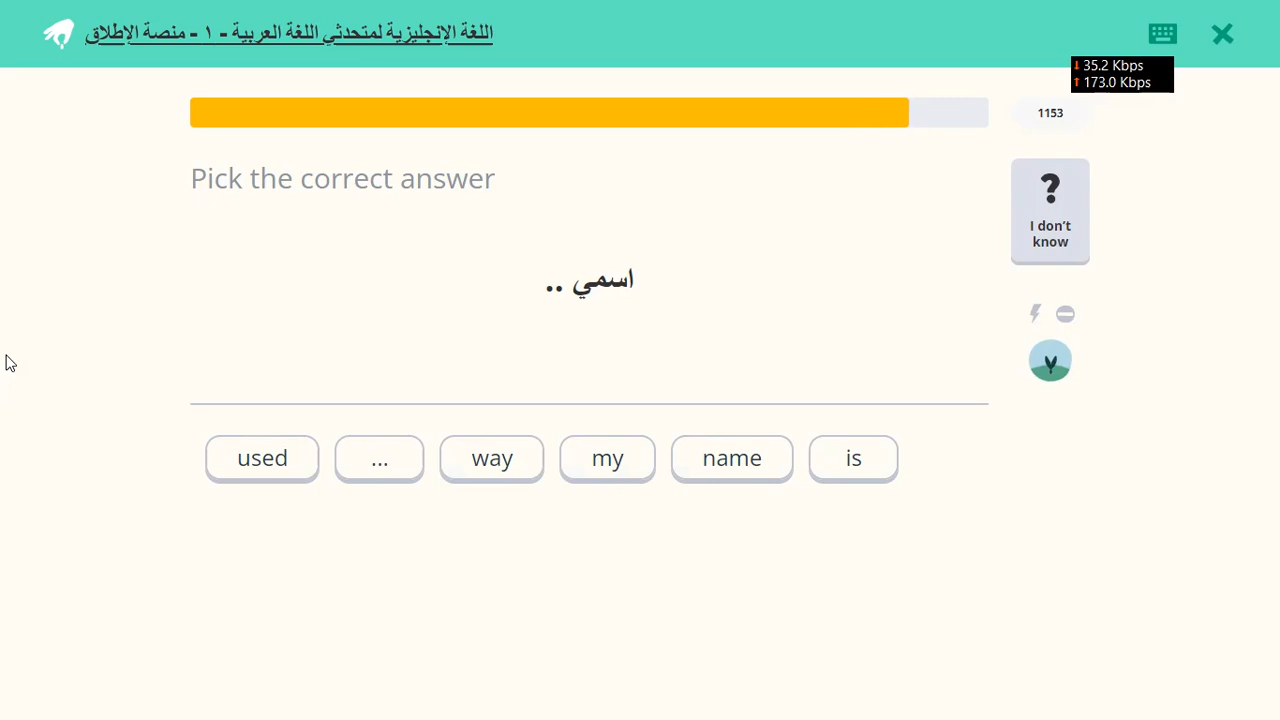 اللغة الإنجليزية لمتحدثي اللغة العربية - ١ - منصة الإطلاق
↓ 35.2 Kbps
↑ 173.0 Kbps
1153
Pick the correct answer
?
I don't
know
اسمي ..
used ... way my name is